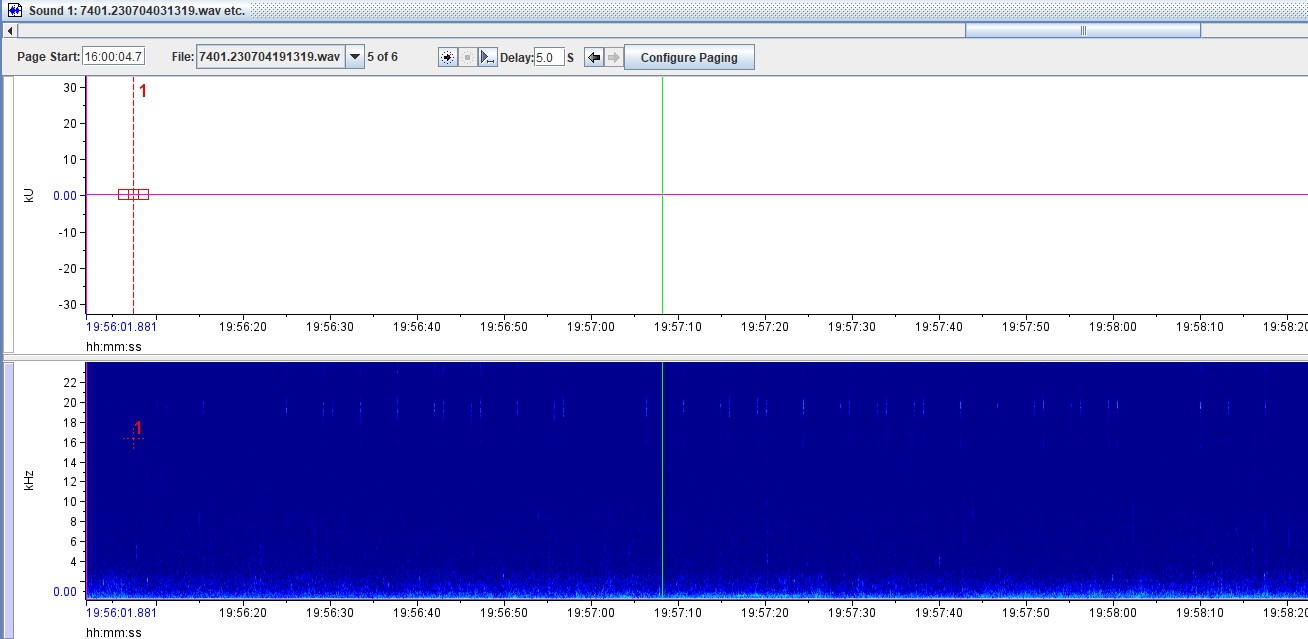 Sound 1: 7401.230704031319.wav etc.
Page Start: 16:00:04.7 File: 7401.230704191319.wav 5 of 6 Delay: 5.0 S Configure Paging
1
30
20
10
kU
0.00
-10
-20
-30
19:56:01.881 19:56:20 19:56:30 19:56:40 19:56:50 19:57:00 19:57:10 19:57:20 19:57:30 19:57:40 19:57:50 19:58:00 19:58:10 19:58:20
hh:mm:ss
22
20
18
1
16
14
kHz
12
10
8
6
4
0.00
19:56:01.881 19:56:20 19:56:30 19:56:40 19:56:50 19:57:00 19:57:10 19:57:20 19:57:30 19:57:40 19:57:50 19:58:00 19:58:10 19:58:20
hh:mm:ss